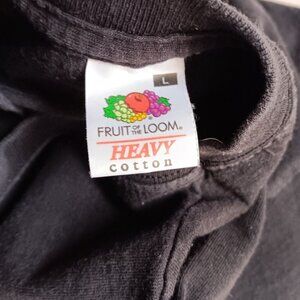 L
FRUIT OF THE LOOM®
HEAVY
cotton